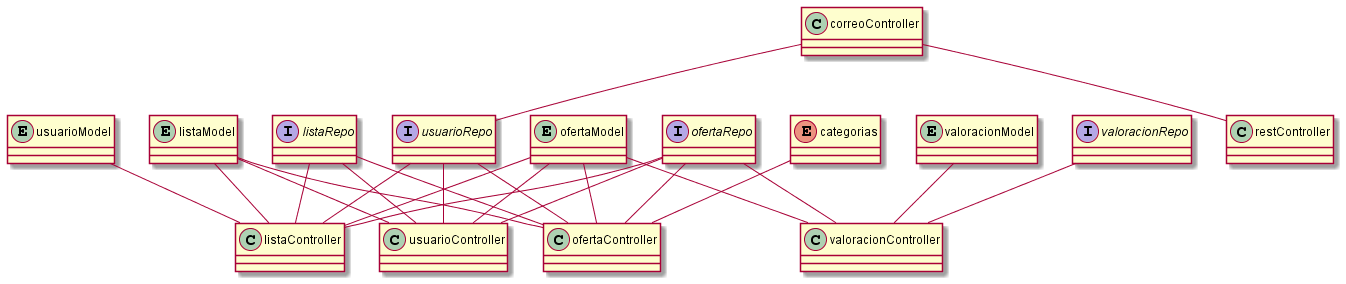 C correoController
E usuarioModel
E listaModel
I listaRepo
I usuarioRepo
E ofertaModel
I ofertaRepo
E categorias
E valoracionModel
I valoracionRepo
C restController
C listaController
C usuarioController
C ofertaController
C valoracionController